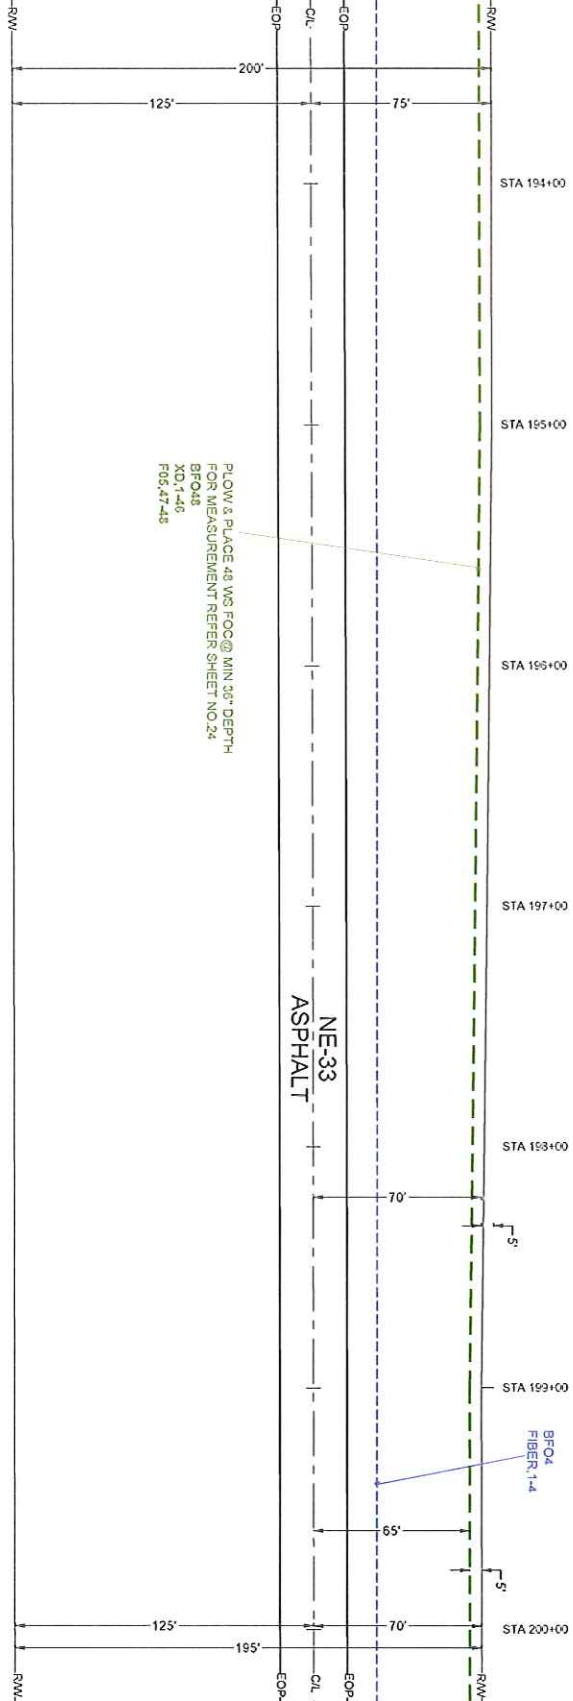 R/W
EOP
C/L
EOP
R/W
200'
125'
75'
STA 194+00
STA 195+00
PLOW & PLACE 48 WS FOC@ MIN 36" DEPTH
FOR MEASUREMENT REFER SHEET NO.24
BFO48
XD,1-46
F05,47-48
STA 196+00
STA 197+00
NE-33
ASPHALT
STA 198+00
70'
5'
STA 199+00
BFO4
FIBER,1-4
65'
5'
125'
70'
STA 200+00
195'
R/W
EOP
C/L
EOP
R/W